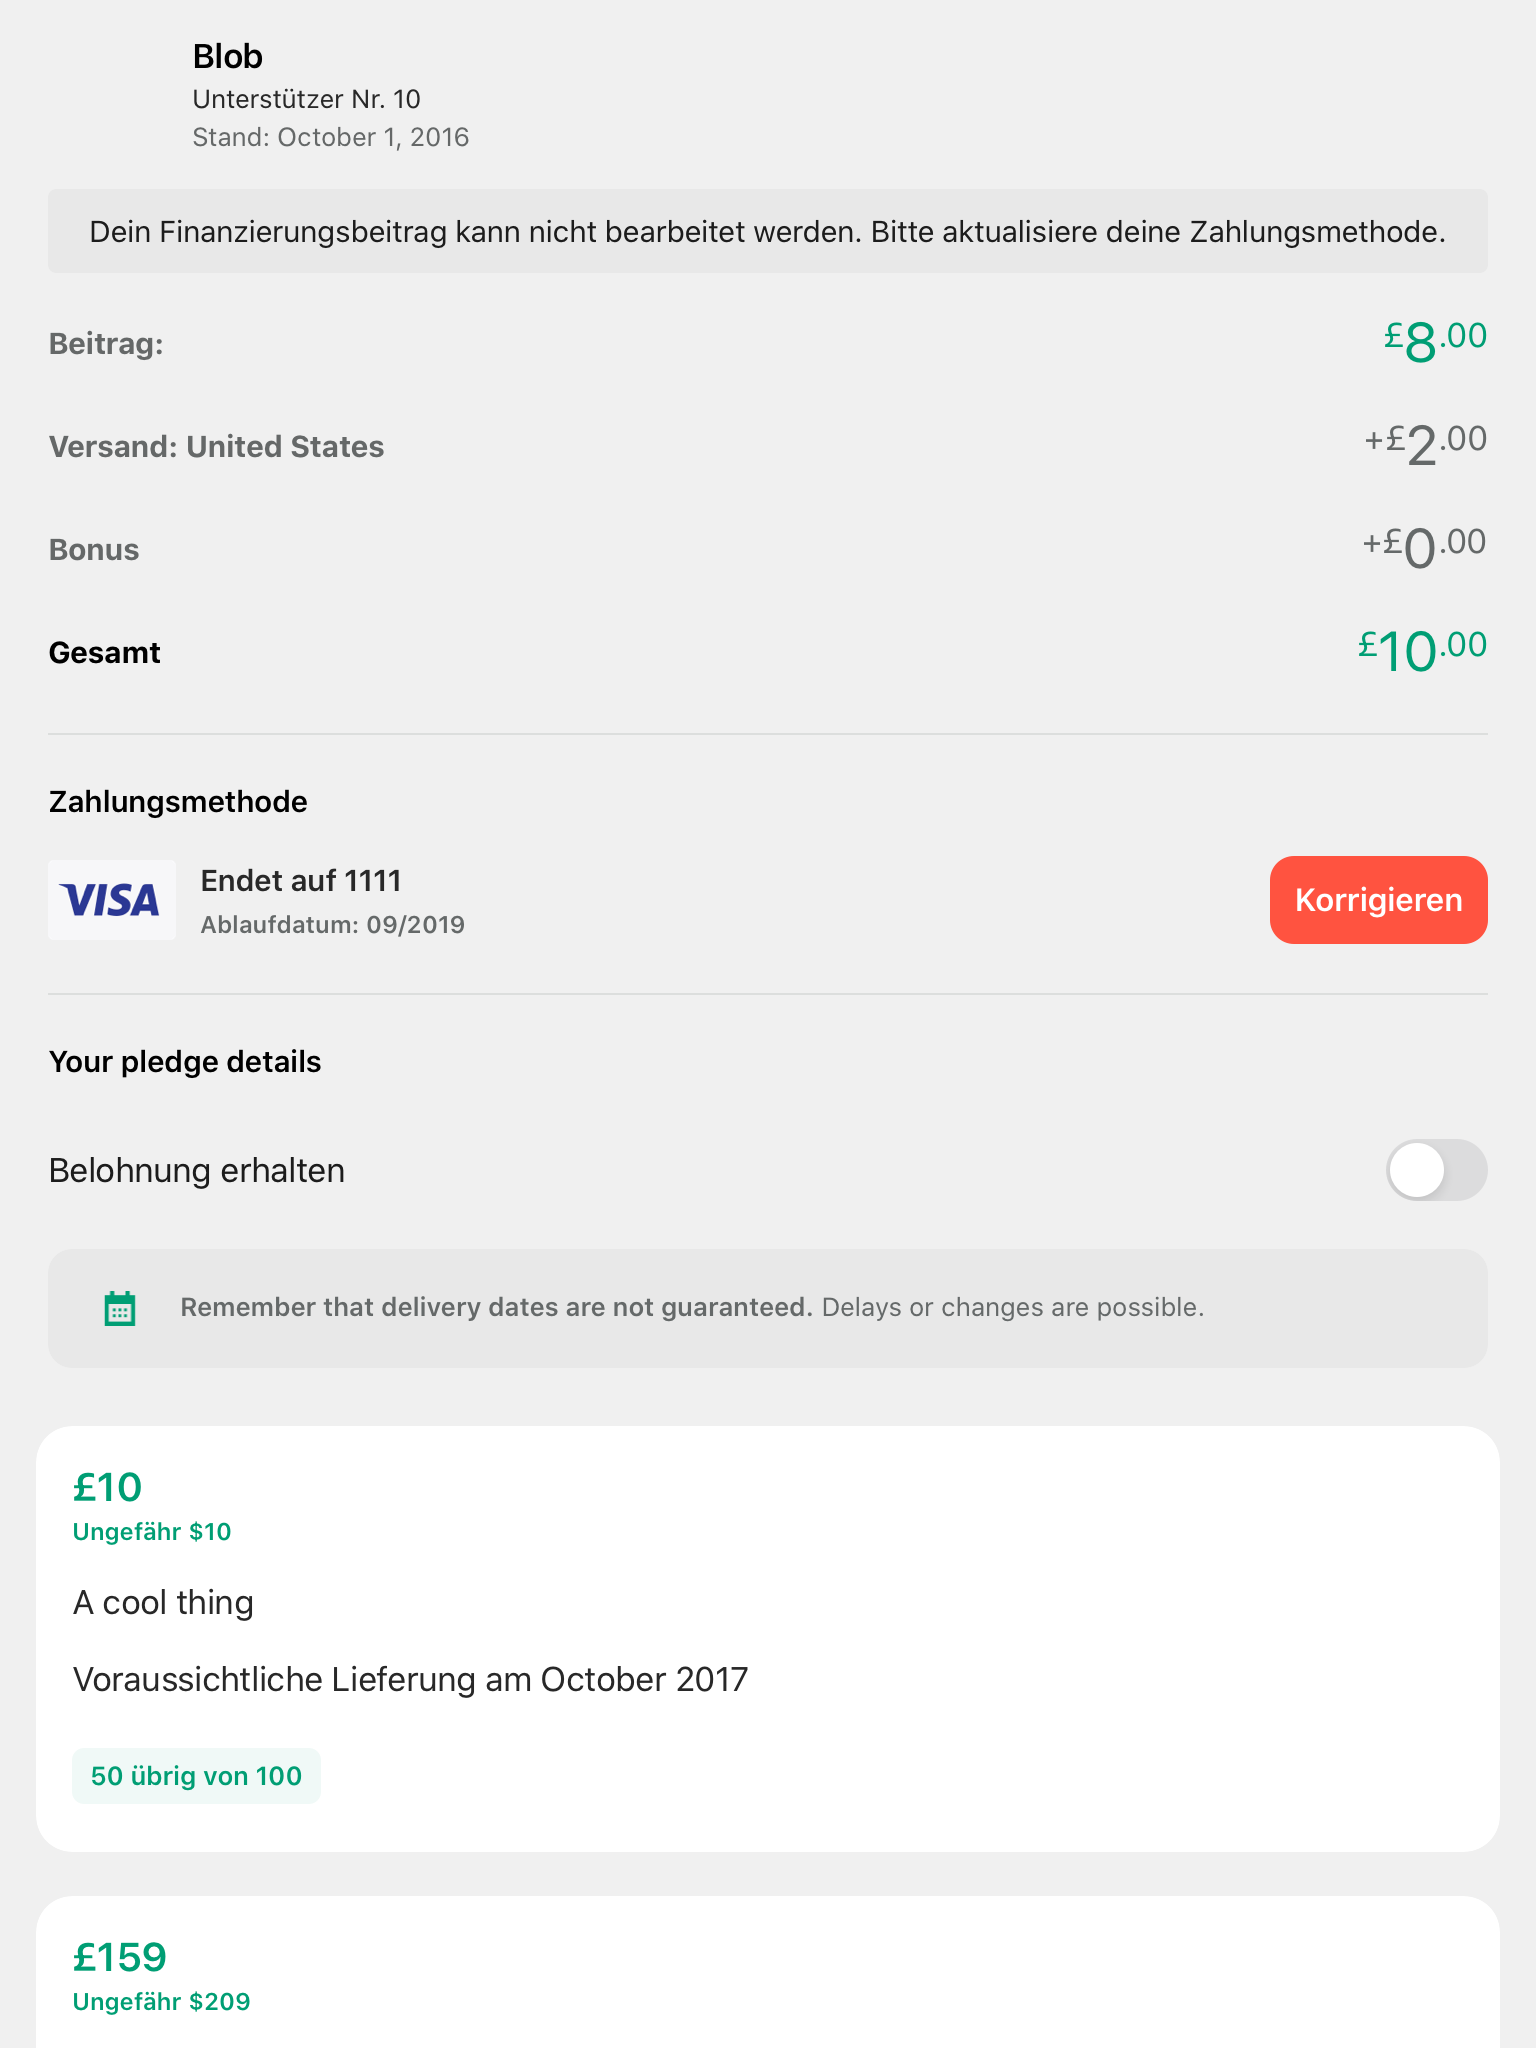 Blob
Unterstützer Nr. 10
Stand: October 1, 2016
Dein Finanzierungsbeitrag kann nicht bearbeitet werden. Bitte aktualisiere deine Zahlungsmethode.
Beitrag: £8.00
Versand: United States +£2.00
Bonus +£0.00
Gesamt £10.00
Zahlungsmethode
VISA
Endet auf 1111
Ablaufdatum: 09/2019
Korrigieren
Your pledge details
Belohnung erhalten
Remember that delivery dates are not guaranteed. Delays or changes are possible.
£10
Ungefähr $10
A cool thing
Voraussichtliche Lieferung am October 2017
50 übrig von 100
£159
Ungefähr $209